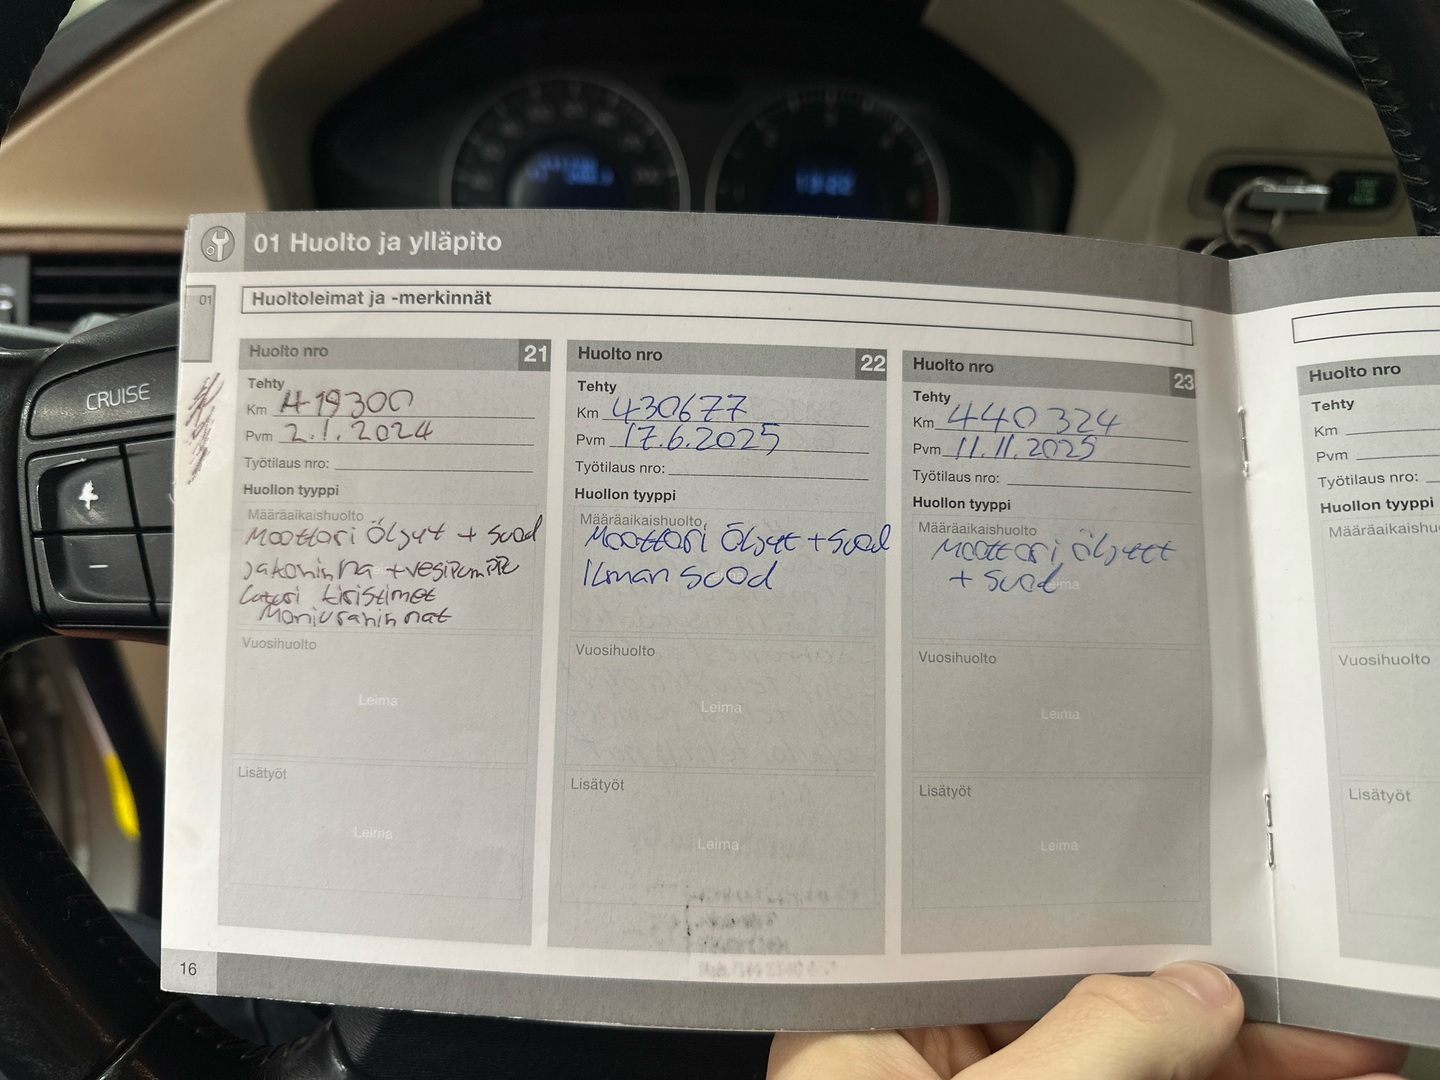 01 Huolto ja ylläpito
01
Huoltoleimat ja -merkinnät
Huolto nro 21
Tehty
Km 419300
Pvm 2.1.2024
Työtilaus nro:
Huollon tyyppi
Määräaikaishuolto
Moottori Öljyt + suod
Jakohihna + vesipumppu
Laturi kiristimet
Moniurahihnat
Vuosihuolto
Leima
Lisätyöt
Leima
Huolto nro 22
Tehty
Km 430677
Pvm 17.6.2025
Työtilaus nro:
Huollon tyyppi
Määräaikaishuolto
Moottori Öljyt + suod
Ilman suod
Vuosihuolto
Leima
Lisätyöt
Leima
Huolto nro 23
Tehty
Km 440324
Pvm 11.11.2025
Työtilaus nro:
Huollon tyyppi
Määräaikaishuolto
Moottori öljytt
+ suod
Vuosihuolto
Leima
Lisätyöt
Leima
Huolto nro
Tehty
Km
Pvm
Työtilaus nro:
Huollon tyyppi
Määräaikaishu
Vuosihuolto
Lisätyöt
16
CRUISE